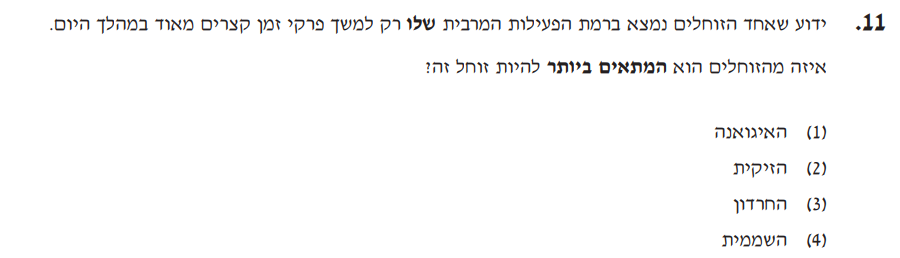 11. ידוע שאחד הזוחלים נמצא ברמת הפעילות המרבית שלו רק למשך פרקי זמן קצרים מאוד במהלך היום.
איזה מהזוחלים הוא המתאים ביותר להיות זוחל זה?
(1) האיגואנה
(2) הזיקית
(3) החרדון
(4) השממית